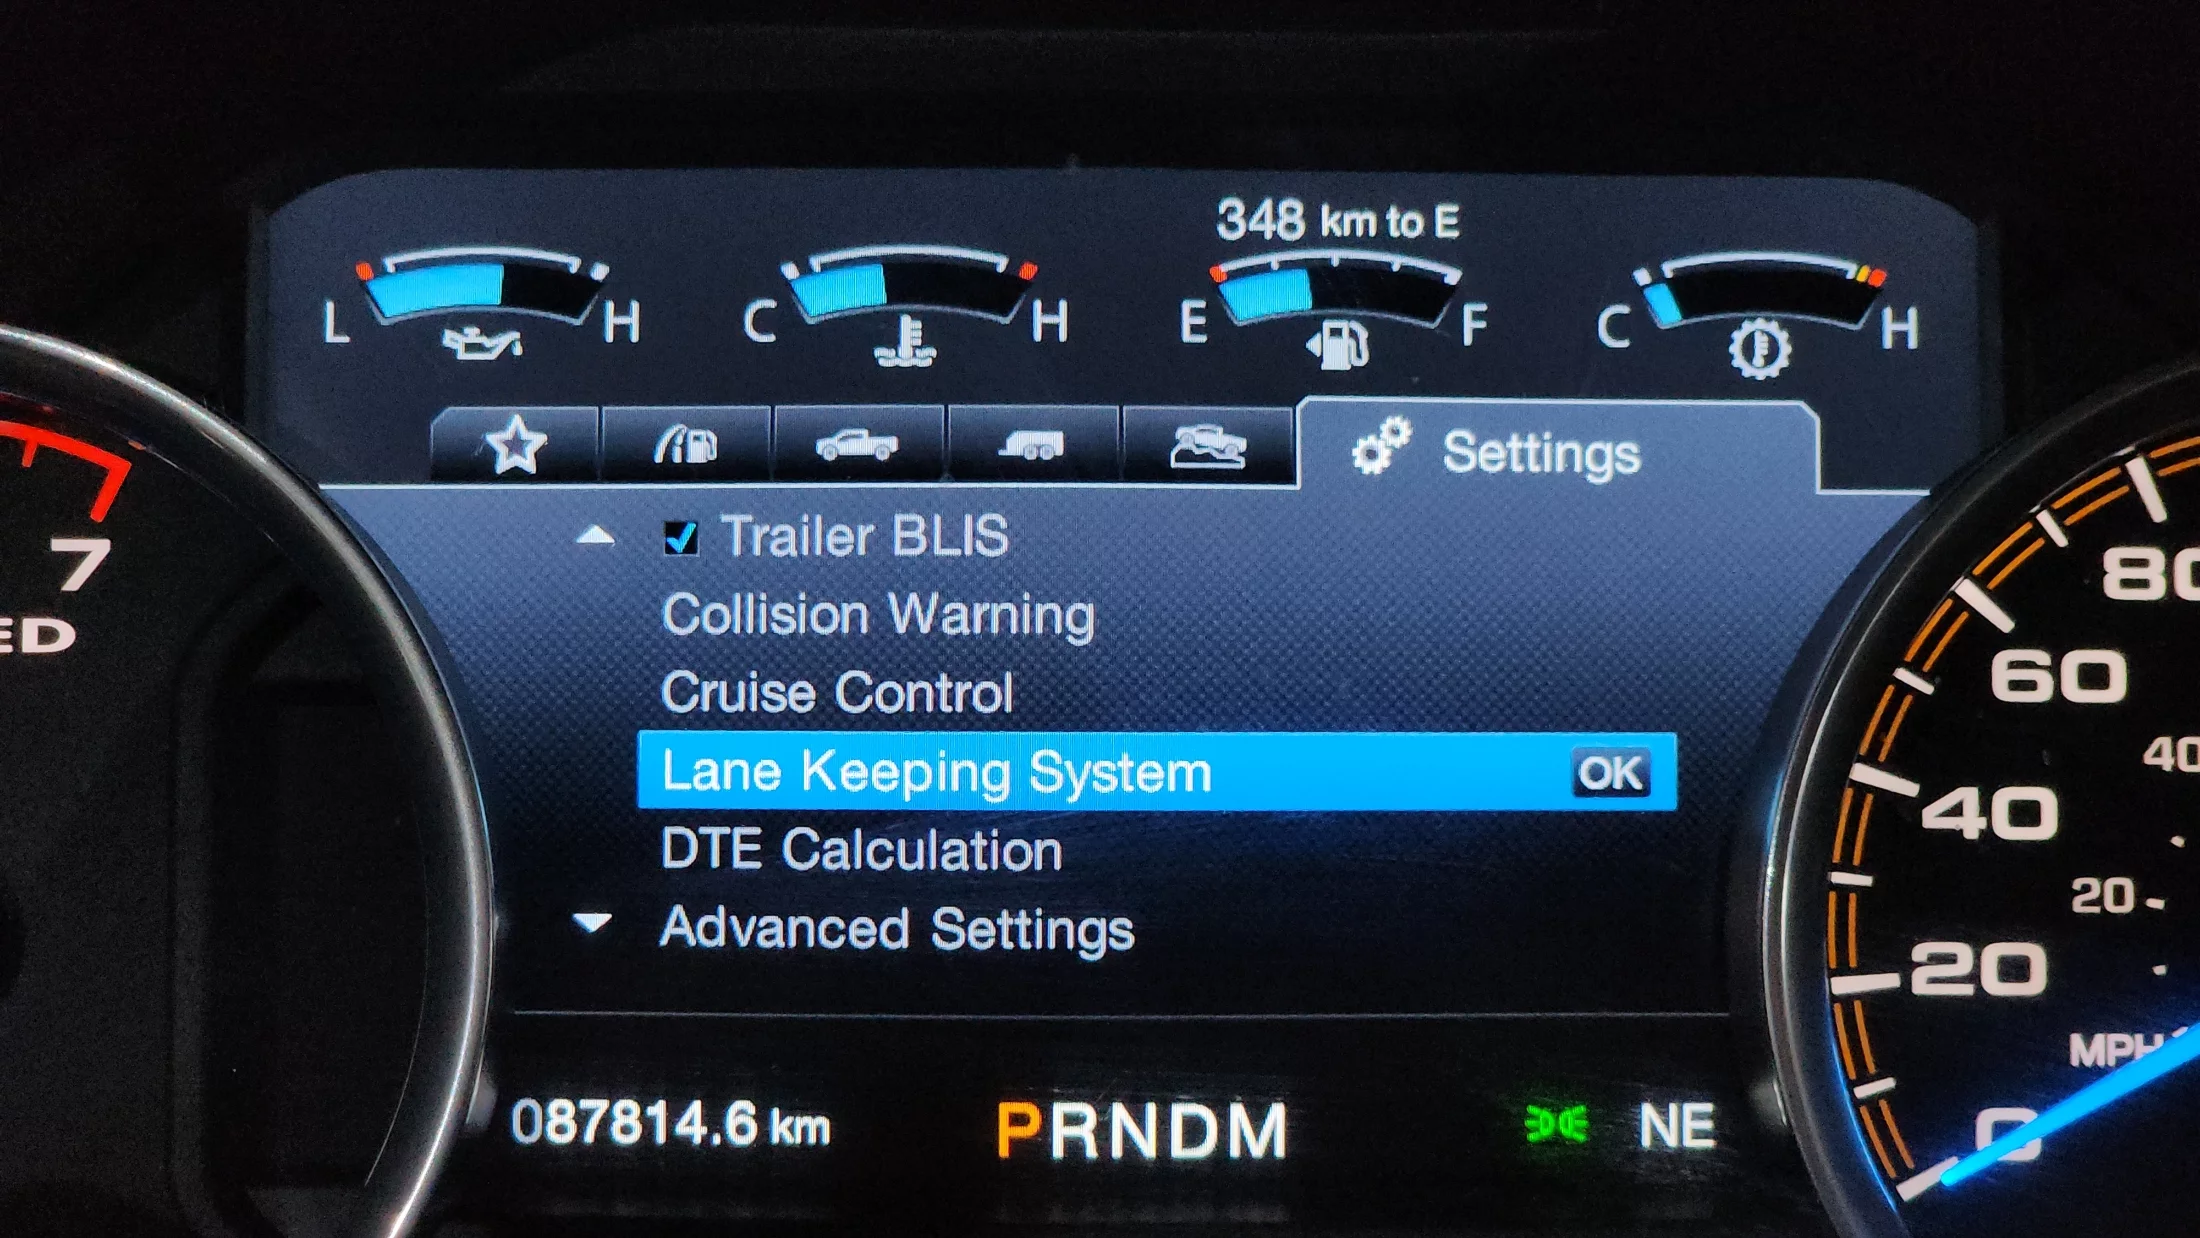 348 km to E
L H C H E F C H
Settings
Trailer BLIS
Collision Warning
Cruise Control
Lane Keeping System OK
DTE Calculation
Advanced Settings
087814.6 km PRNDM NE
7
80
60
40
40
20
20
MPH
0